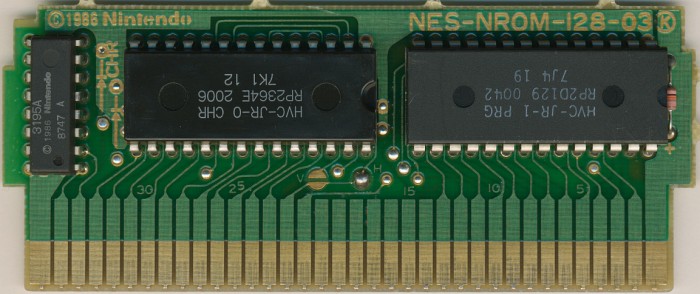 ©1986 Nintendo
NES-NROM-128-03 K
CHR
3195A
© 1986 Nintendo
8747 A
HVC-JR-0 CHR
RP2364E 2006
7K1 12
HVC-JR-1 PRG
RP2D129 0042
7J4 19
V
H
30
25
15
10
5